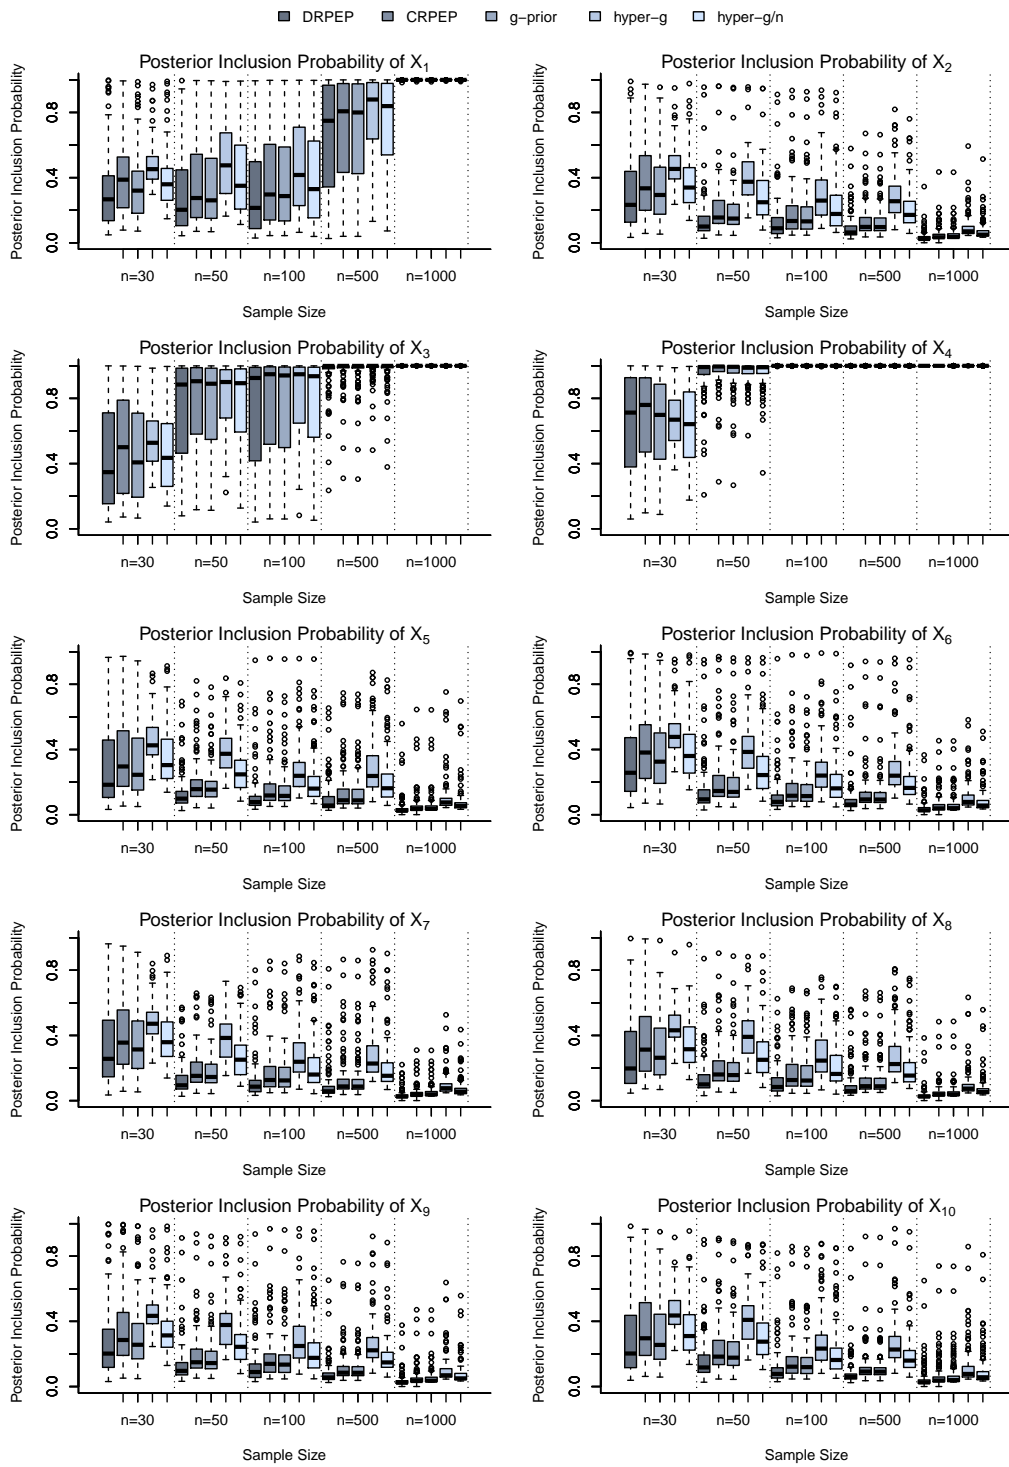 DRPEP CRPEP g−prior hyper−g hyper−g/n
Posterior Inclusion Probability of X1
Posterior Inclusion Probability
0.0 0.4 0.8
n=30 n=50 n=100 n=500 n=1000
Sample Size
Posterior Inclusion Probability of X2
Posterior Inclusion Probability
0.0 0.4 0.8
n=30 n=50 n=100 n=500 n=1000
Sample Size
Posterior Inclusion Probability of X3
Posterior Inclusion Probability
0.0 0.4 0.8
n=30 n=50 n=100 n=500 n=1000
Sample Size
Posterior Inclusion Probability of X4
Posterior Inclusion Probability
0.0 0.4 0.8
n=30 n=50 n=100 n=500 n=1000
Sample Size
Posterior Inclusion Probability of X5
Posterior Inclusion Probability
0.0 0.4 0.8
n=30 n=50 n=100 n=500 n=1000
Sample Size
Posterior Inclusion Probability of X6
Posterior Inclusion Probability
0.0 0.4 0.8
n=30 n=50 n=100 n=500 n=1000
Sample Size
Posterior Inclusion Probability of X7
Posterior Inclusion Probability
0.0 0.4 0.8
n=30 n=50 n=100 n=500 n=1000
Sample Size
Posterior Inclusion Probability of X8
Posterior Inclusion Probability
0.0 0.4 0.8
n=30 n=50 n=100 n=500 n=1000
Sample Size
Posterior Inclusion Probability of X9
Posterior Inclusion Probability
0.0 0.4 0.8
n=30 n=50 n=100 n=500 n=1000
Sample Size
Posterior Inclusion Probability of X10
Posterior Inclusion Probability
0.0 0.4 0.8
n=30 n=50 n=100 n=500 n=1000
Sample Size